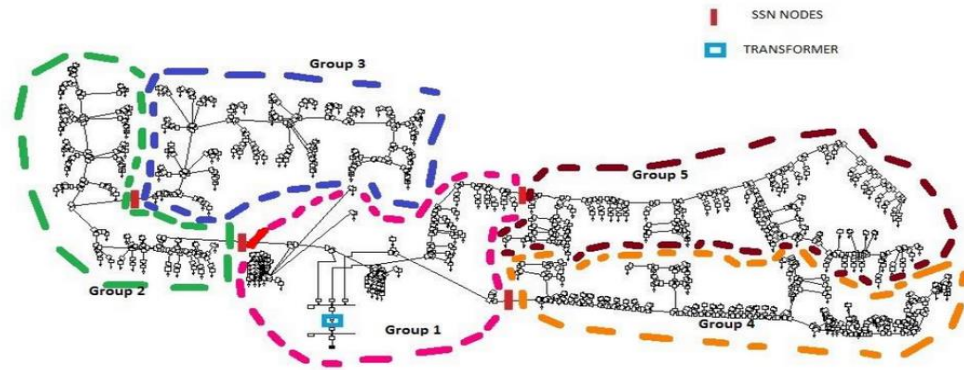 SSN NODES
TRANSFORMER
Group 3
Group 5
Group 2
Group 1
Group 4